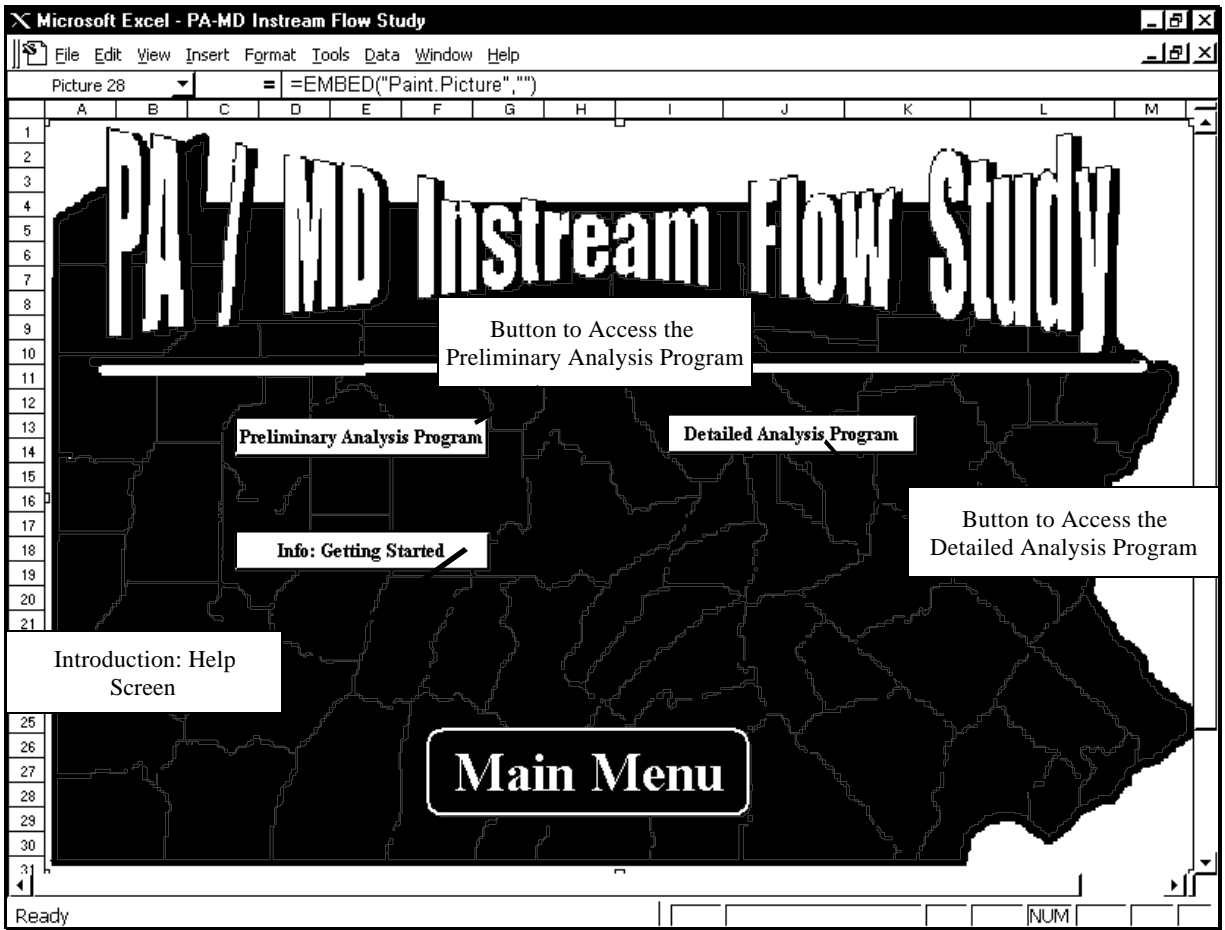 Microsoft Excel - PA-MD Instream Flow Study
File Edit View Insert Format Tools Data Window Help
Picture 28 = =EMBED("Paint.Picture","")
A B C D E F G H I J K L M
1
2
3
4
5
6
7
8
9
10
11
12
13
14
15
16
17
18
19
20
21
25
26
27
28
29
30
31
PA / MD Instream Flow Study
Button to Access the
Preliminary Analysis Program
Preliminary Analysis Program
Detailed Analysis Program
Button to Access the
Detailed Analysis Program
Info: Getting Started
Introduction: Help
Screen
Main Menu
Ready NUM